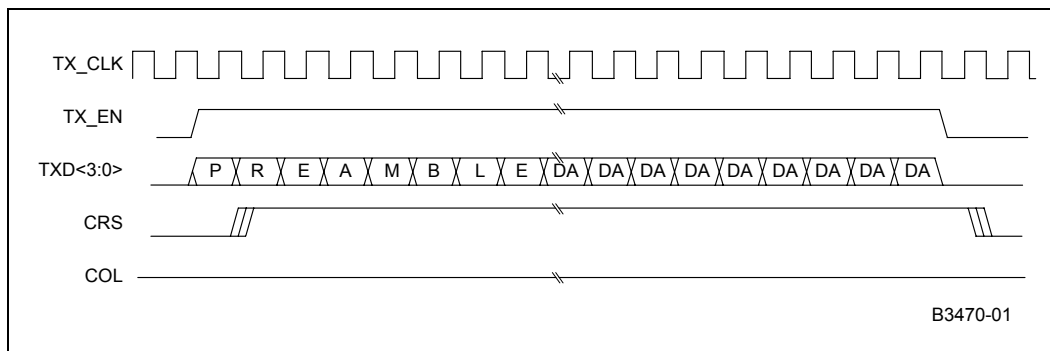 TX_CLK
TX_EN
TXD<3:0> P R E A M B L E DA DA DA DA DA DA DA DA DA
CRS
COL
B3470-01